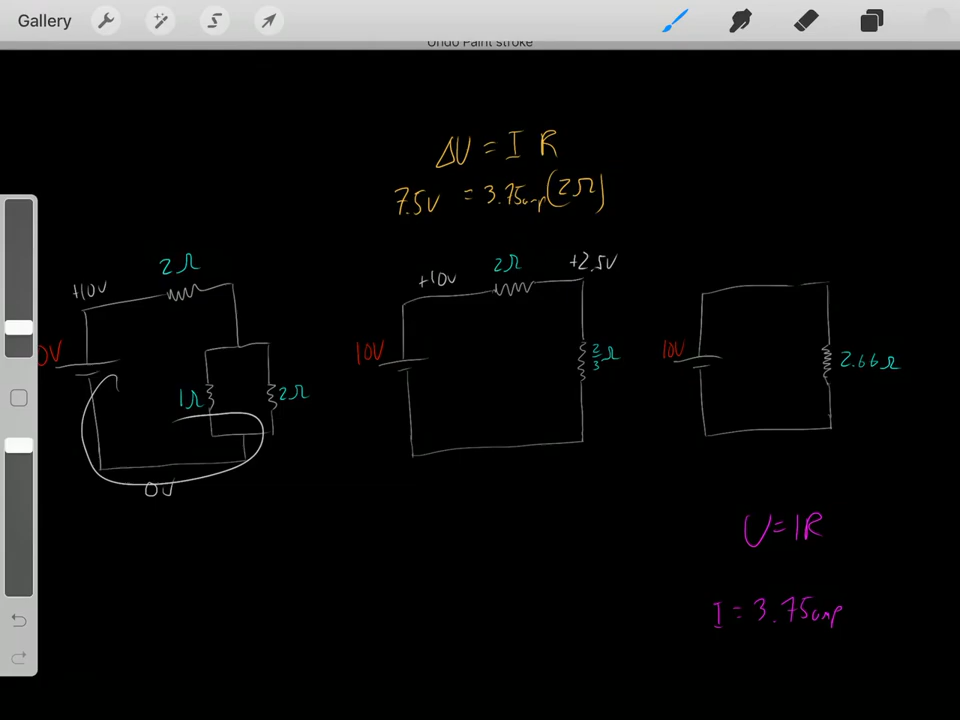 Gallery
Undo Paint stroke
ΔU = I R
7.5V = 3.75amp(2Ω)
2Ω
+10V
0V
1Ω
2Ω
0V
+10V
2Ω
+2.5V
10V
2/3 Ω
10V
2.66Ω
U=IR
I = 3.75amp